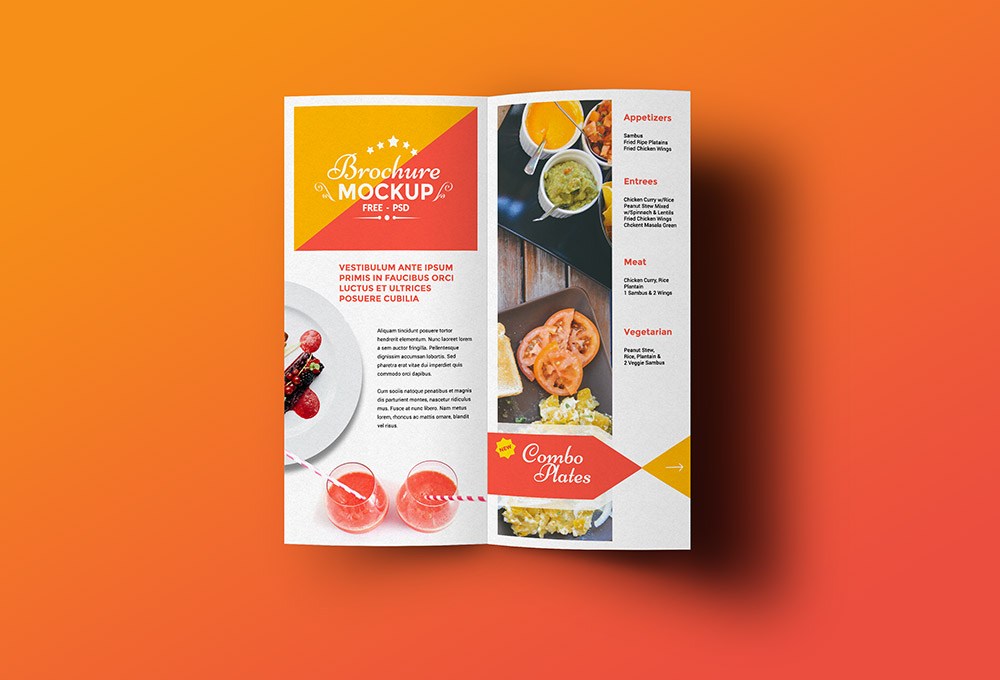 Brochure
MOCKUP
FREE - PSD
VESTIBULUM ANTE IPSUM
PRIMIS IN FAUCIBUS ORCI
LUCTUS ET ULTRICES
POSUERE CUBILIA
Aliquam tincidunt posuere tortor
hendrerit elementum. Nunc laoreet lorem
a sem auctor fringilla. Pellentesque
dignissim accumsan lobortis. Sed
pharetra erat vitae dui imperdiet quis
commodo orci dapibus.
Cum sociis natoque penatibus et magnis
dis parturient montes, nascetur ridiculus
mus. Fusce at nunc libero. Nam metus
lorem, rhoncus ac mattis ornare, blandit
vel risus.
Appetizers
Sambus
Fried Ripe Platains
Fried Chicken Wings
Entrees
Chicken Curry w/Rice
Peanut Stew Mixed
w/Spinnach & Lentils
Fried Chicken Wings
Chckent Masala Green
Meat
Chicken Curry, Rice
Plantain
1 Sambus & 2 Wings
Vegetarian
Peanut Stew,
Rice, Plantain &
2 Veggie Sambus
NEW
Combo
Plates